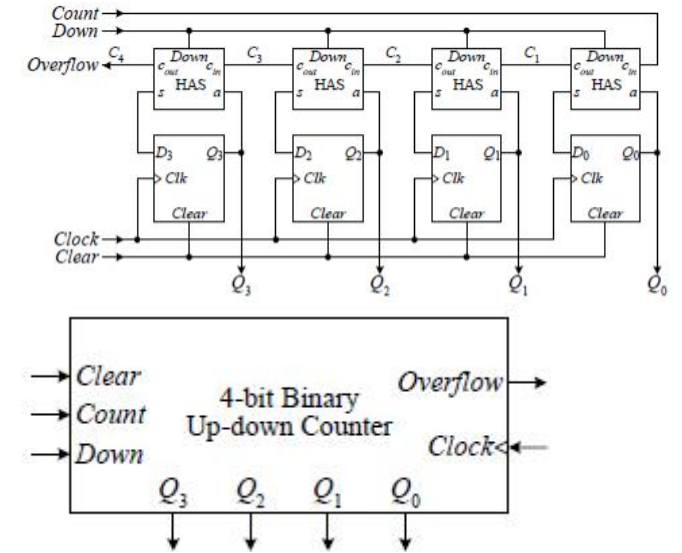 Count
Down
Overflow C4 C3 C2 C1
Down Down Down Down
cout cin cout cin cout cin cout cin
HAS HAS HAS HAS
s a s a s a s a
D3 Q3 D2 Q2 D1 Q1 D0 Q0
Clk Clk Clk Clk
Clear Clear Clear Clear
Clock
Clear
Q3 Q2 Q1 Q0
Clear
Count
Down
4-bit Binary
Up-down Counter
Overflow
Clock
Q3 Q2 Q1 Q0